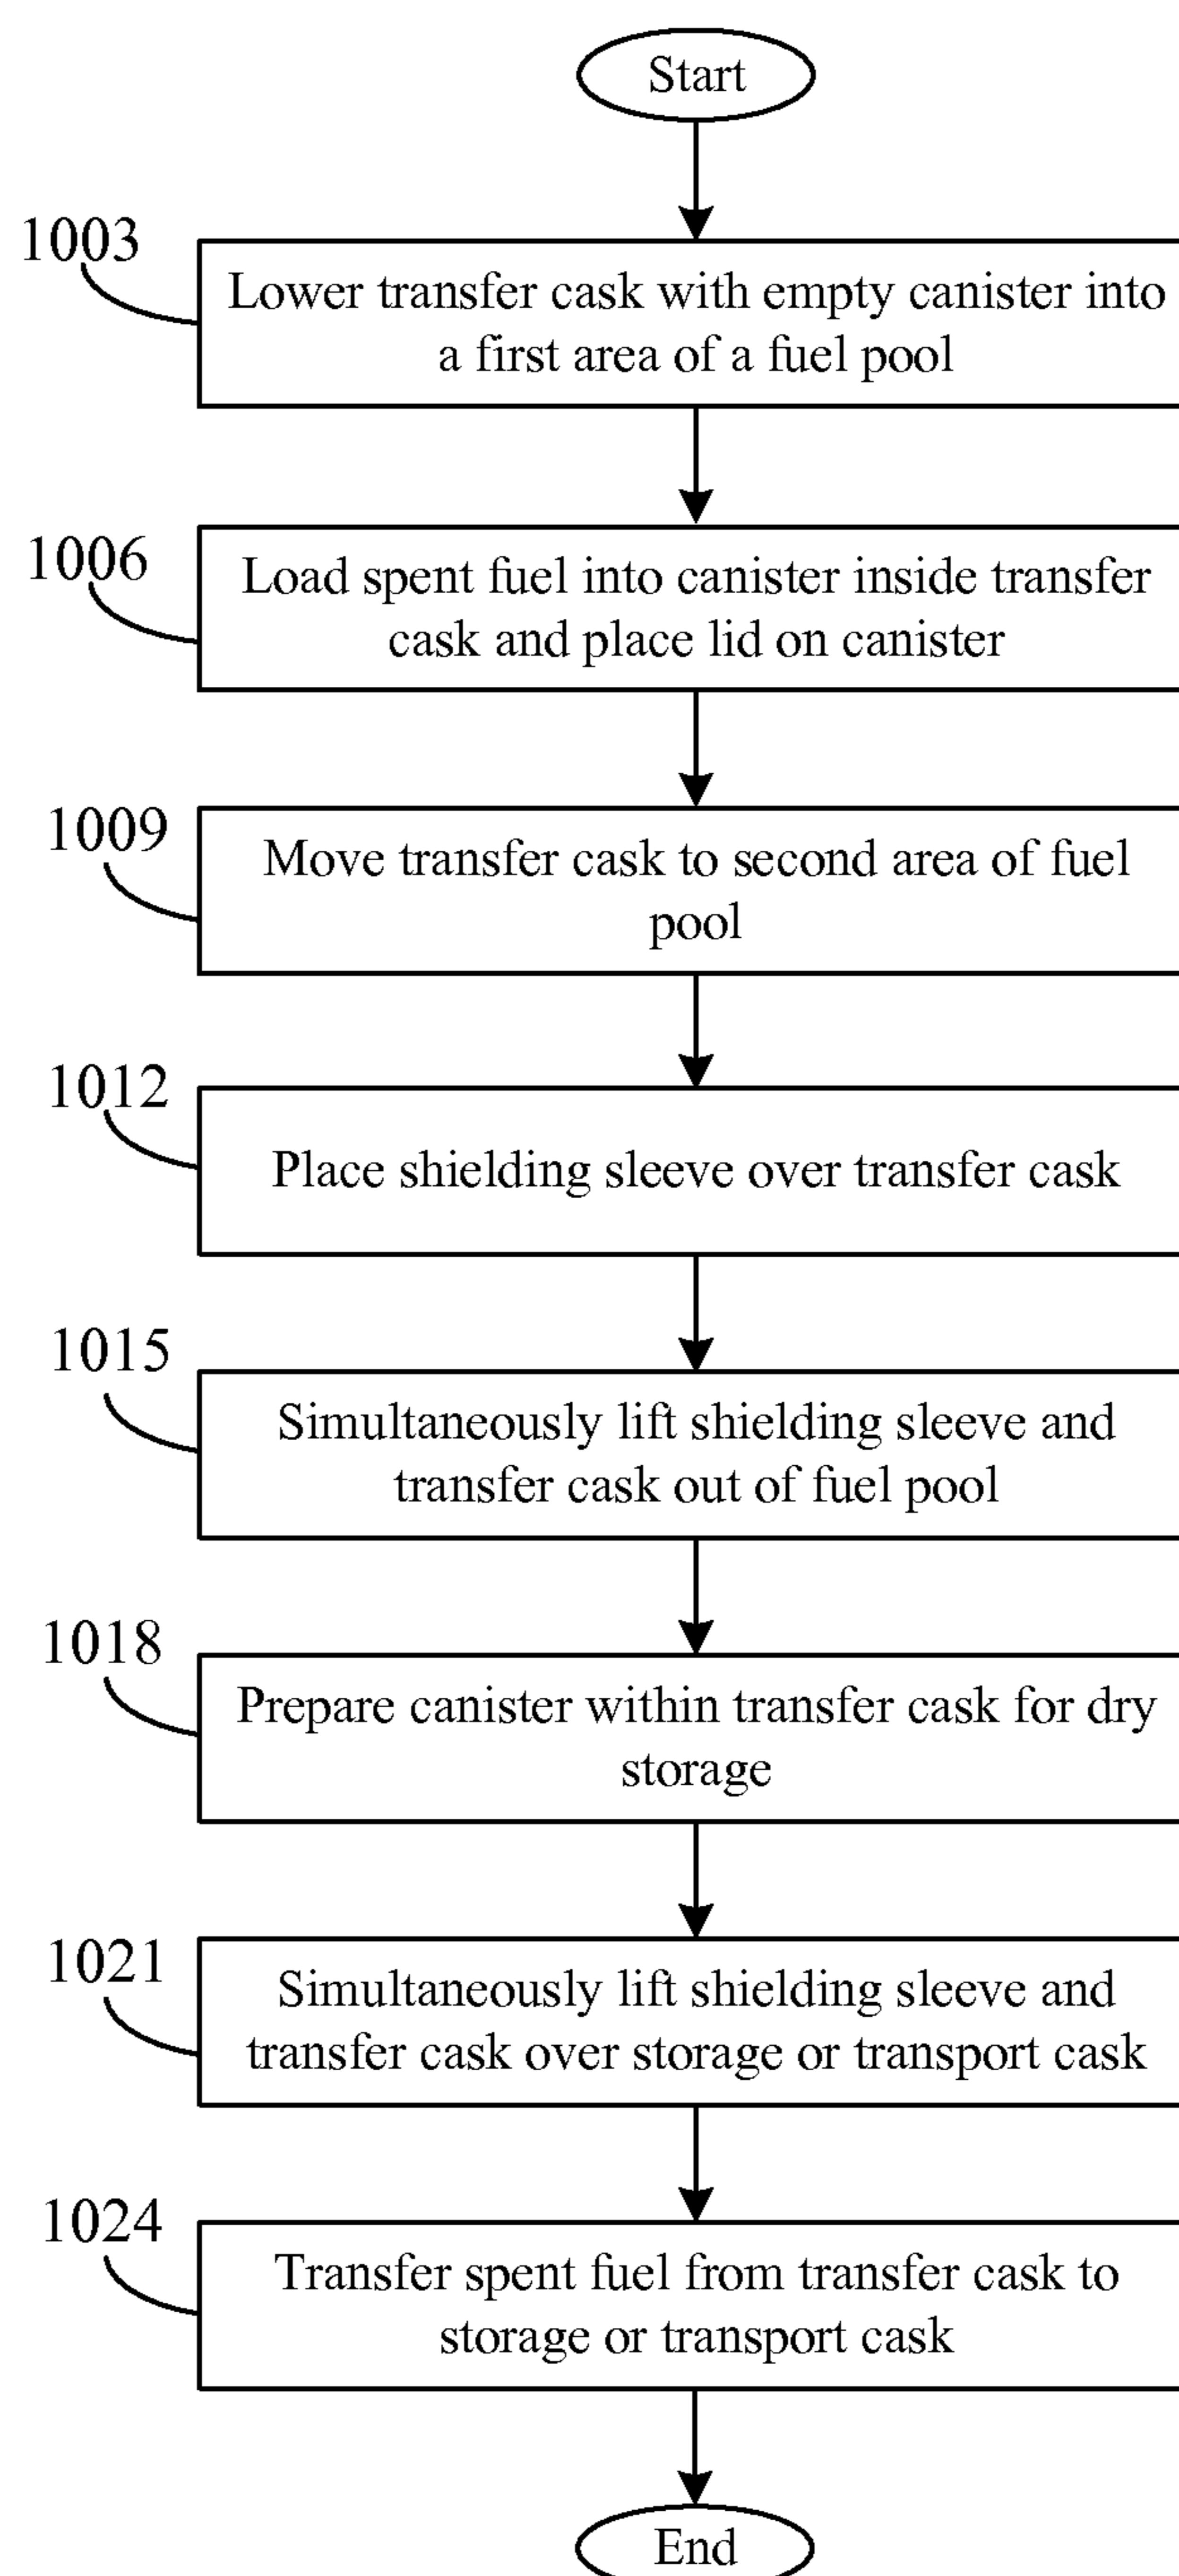 Start
1003
Lower transfer cask with empty canister into
a first area of a fuel pool
1006
Load spent fuel into canister inside transfer
cask and place lid on canister
1009
Move transfer cask to second area of fuel
pool
1012
Place shielding sleeve over transfer cask
1015
Simultaneously lift shielding sleeve and
transfer cask out of fuel pool
1018
Prepare canister within transfer cask for dry
storage
1021
Simultaneously lift shielding sleeve and
transfer cask over storage or transport cask
1024
Transfer spent fuel from transfer cask to
storage or transport cask
End